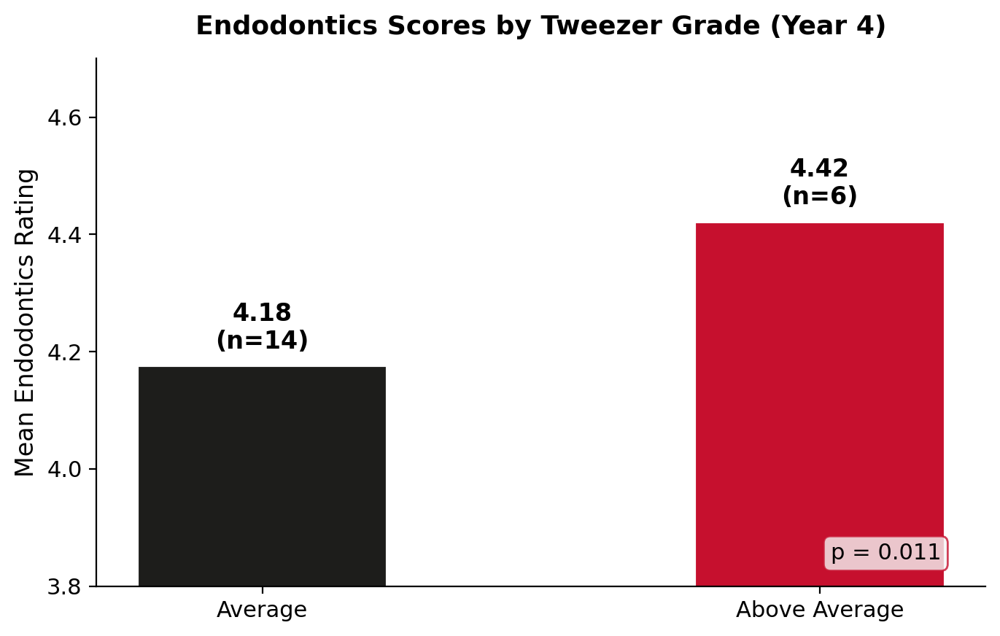 Endodontics Scores by Tweezer Grade (Year 4)
Mean Endodontics Rating
4.6
4.4
4.2
4.0
3.8
4.18
(n=14)
4.42
(n=6)
p = 0.011
Average
Above Average